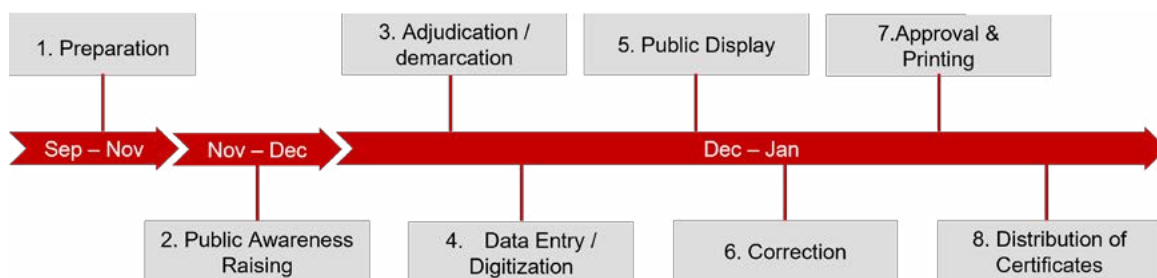 1. Preparation
3. Adjudication /
demarcation
5. Public Display
7.Approval &
Printing
Sep – Nov
Nov – Dec
Dec – Jan
2. Public Awareness
Raising
4. Data Entry /
Digitization
6. Correction
8. Distribution of
Certificates